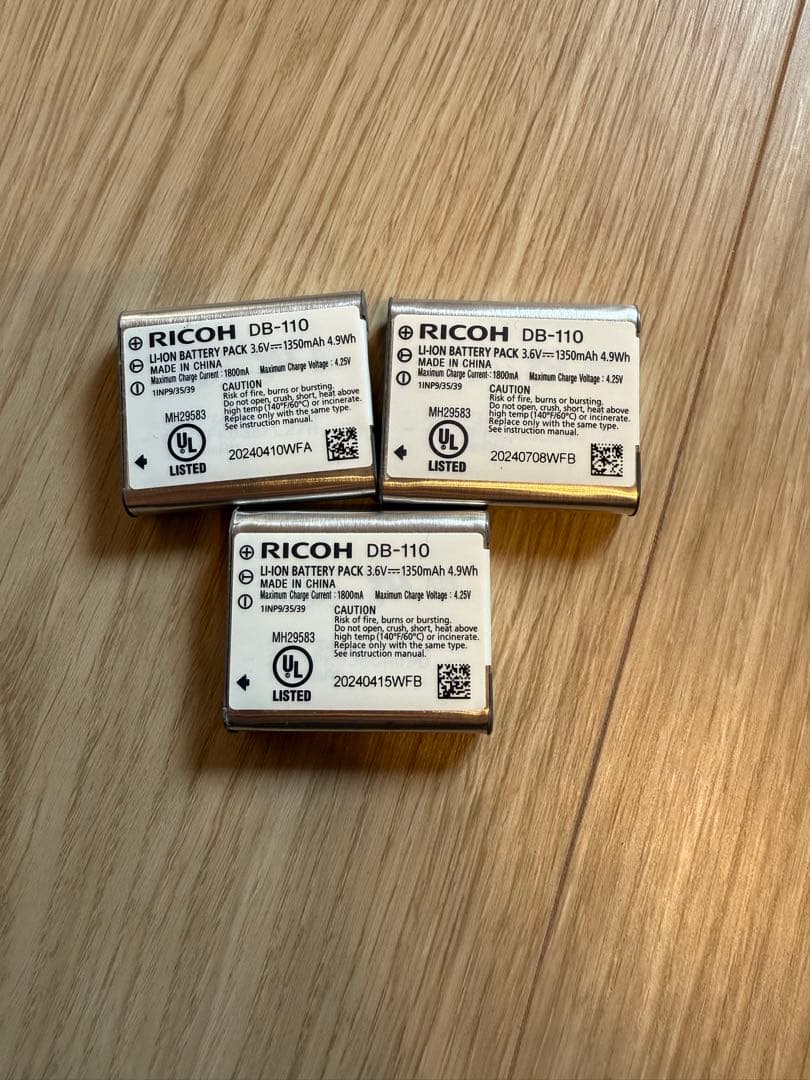 RICOH DB-110
LI-ION BATTERY PACK 3.6V⎓1350mAh 4.9Wh
MADE IN CHINA
Maximum Charge Current : 1800mA Maximum Charge Voltage : 4.25V
1INP9/35/39
CAUTION
Risk of fire, burns or bursting.
Do not open, crush, short, heat above
high temp (140°F/60°C) or incinerate.
Replace only with the same type.
See instruction manual.
MH29583
UL
LISTED
20240410WFA
RICOH DB-110
LI-ION BATTERY PACK 3.6V⎓1350mAh 4.9Wh
MADE IN CHINA
Maximum Charge Current : 1800mA Maximum Charge Voltage : 4.25V
1INP9/35/39
CAUTION
Risk of fire, burns or bursting.
Do not open, crush, short, heat above
high temp (140°F/60°C) or incinerate.
Replace only with the same type.
See instruction manual.
MH29583
UL
LISTED
20240708WFB
RICOH DB-110
LI-ION BATTERY PACK 3.6V⎓1350mAh 4.9Wh
MADE IN CHINA
Maximum Charge Current : 1800mA Maximum Charge Voltage : 4.25V
1INP9/35/39
CAUTION
Risk of fire, burns or bursting.
Do not open, crush, short, heat above
high temp (140°F/60°C) or incinerate.
Replace only with the same type.
See instruction manual.
MH29583
UL
LISTED
20240415WFB